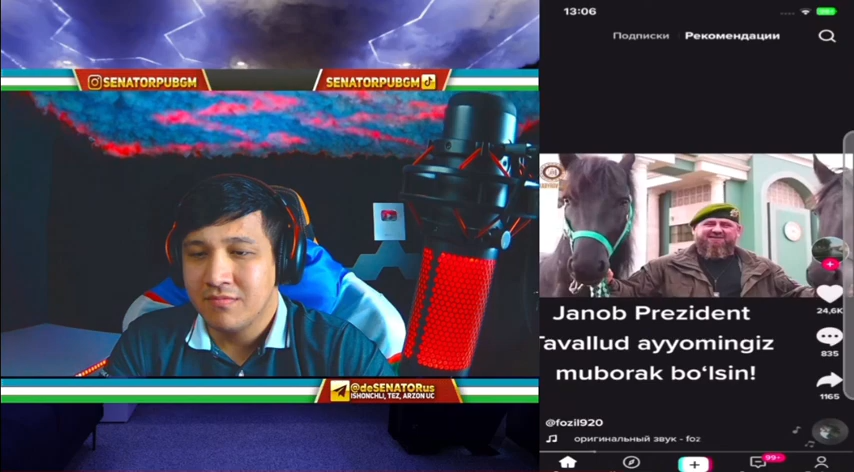 SENATORPUBGM
SENATORPUBGM
@deSENATORus
ISHONCHLI, TEZ, ARZON UC
13:06
Подписки
Рекомендации
Janob Prezident
Tavallud ayyomingiz
muborak bo‘lsin!
24,6K
835
1165
@fozil920
оригинальный звук - foz
99+